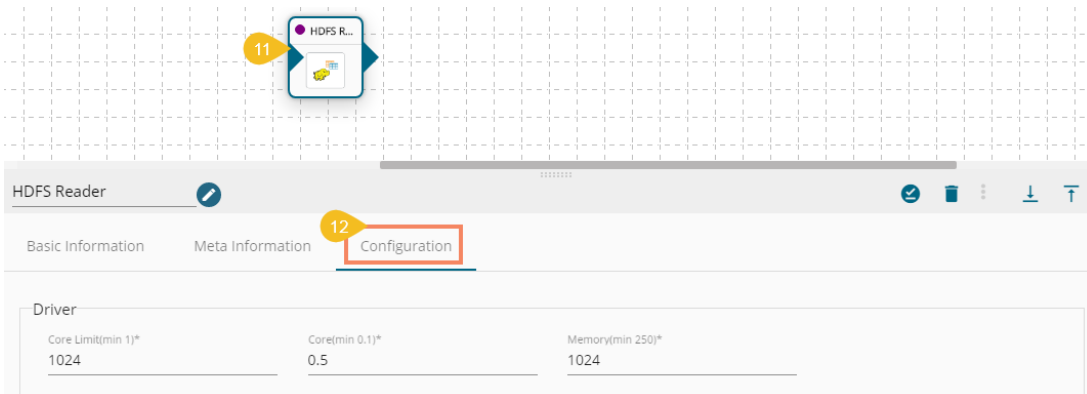 HDFS R...
11
HDFS Reader
12
Basic Information Meta Information Configuration
Driver
Core Limit(min 1)* Core(min 0.1)* Memory(min 250)*
1024 0.5 1024